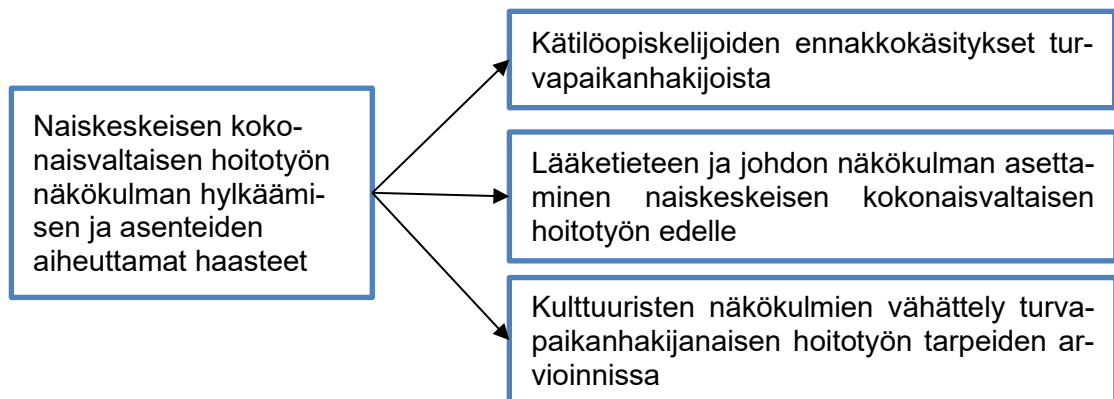 Naiskeskeisen koko-
naisvaltaisen hoitotyön
näkökulman hylkäämi-
sen ja asenteiden
aiheuttamat haasteet
Kätilöopiskelijoiden ennakkokäsitykset tur-
vapaikanhakijoista
Lääketieteen ja johdon näkökulman asetta-
minen naiskeskeisen kokonaisvaltaisen
hoitotyön edelle
Kulttuuristen näkökulmien vähättely turva-
paikanhakijanaisen hoitotyön tarpeiden ar-
vioinnissa